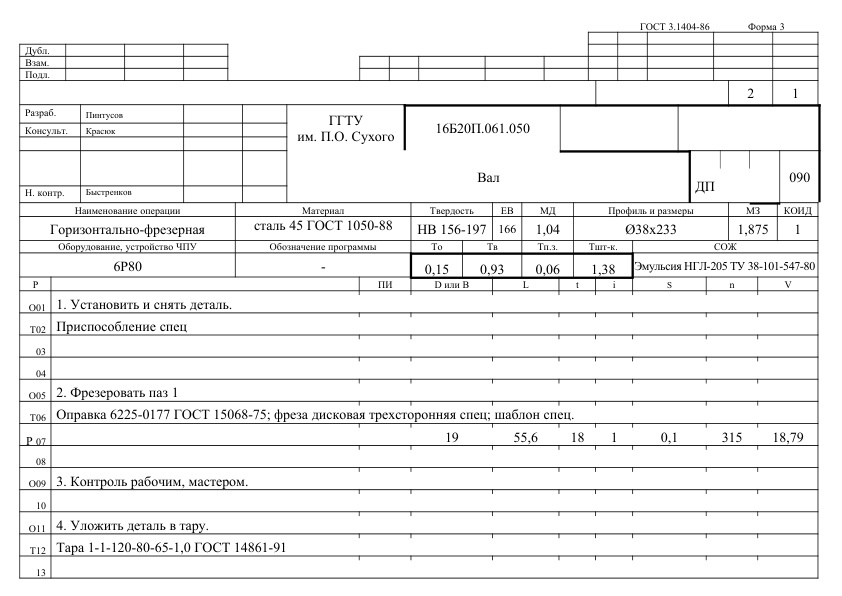 ГОСТ 3.1404-86 Форма 3
Дубл.
Взам.
Подл.
2 1
Разраб. Пинтусов
Консульт. Красюк
ГГТУ
им. П.О. Сухого
16Б20П.061.050
Вал
ДП
090
Н. контр. Быстренков
Наименование операции Материал Твердость ЕВ МД Профиль и размеры МЗ КОИД
Горизонтально-фрезерная сталь 45 ГОСТ 1050-88 НВ 156-197 166 1,04 Ø38х233 1,875 1
Оборудование, устройство ЧПУ Обозначение программы То Тв Тп.з. Тшт-к. СОЖ
6Р80 - 0,15 0,93 0,06 1,38 Эмульсия НГЛ-205 ТУ 38-101-547-80
Р ПИ D или В L t i S n V
О01 1. Установить и снять деталь.
Т02 Приспособление спец
03
04
О05 2. Фрезеровать паз 1
Т06 Оправка 6225-0177 ГОСТ 15068-75; фреза дисковая трехсторонняя спец; шаблон спец.
Р 07 19 55,6 18 1 0,1 315 18,79
08
О09 3. Контроль рабочим, мастером.
10
О11 4. Уложить деталь в тару.
Т12 Тара 1-1-120-80-65-1,0 ГОСТ 14861-91
13